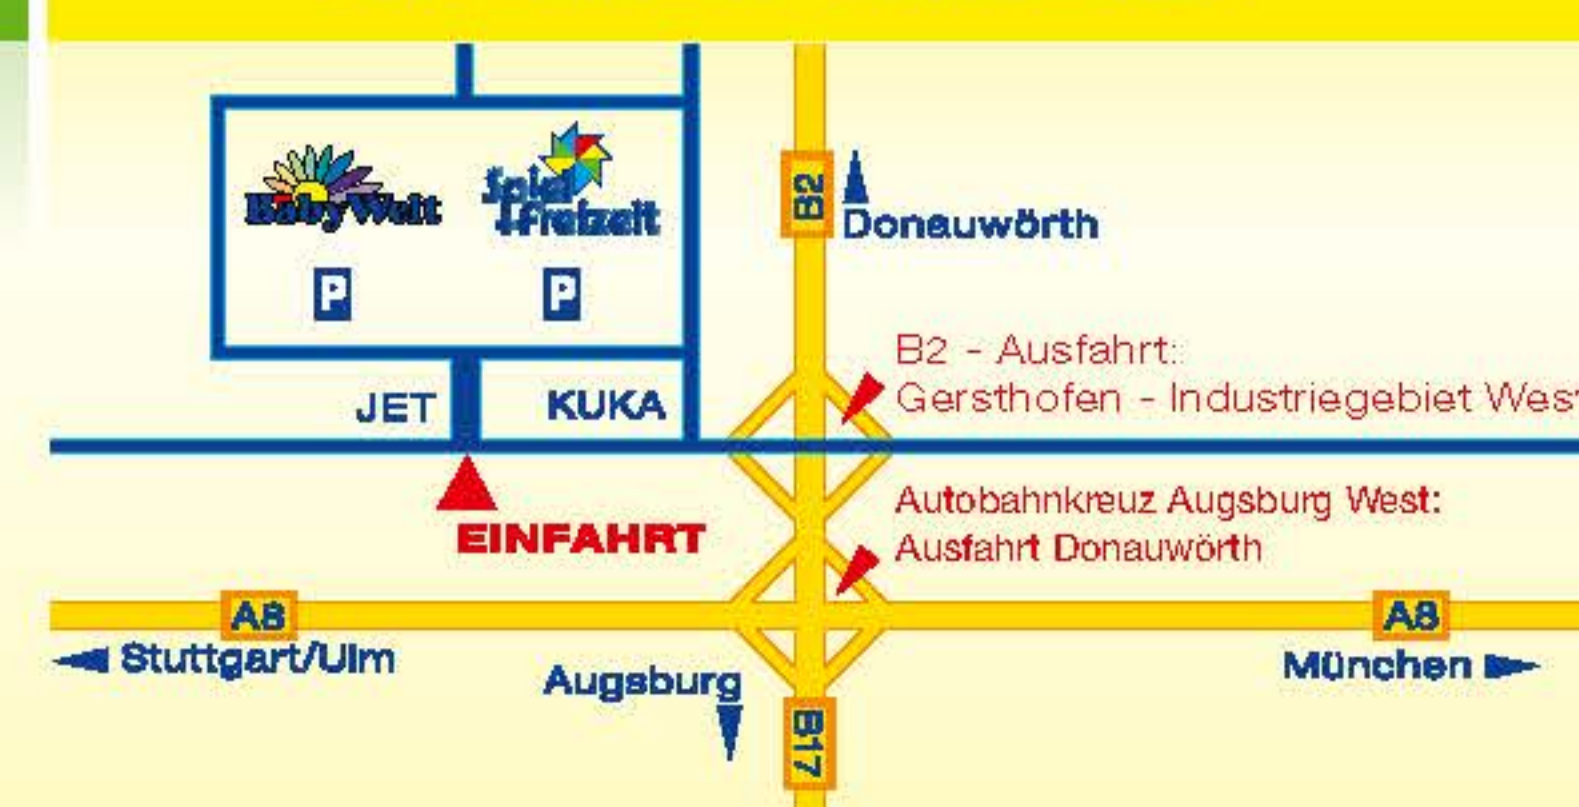 BabyWelt
Spiel
+Freizeit
P
P
B2
Donauwörth
B2 - Ausfahrt:
Gersthofen - Industriegebiet Wes
JET
KUKA
EINFAHRT
Autobahnkreuz Augsburg West:
Ausfahrt Donauwörth
A8
A8
Stuttgart/Ulm
München
Augsburg
B17